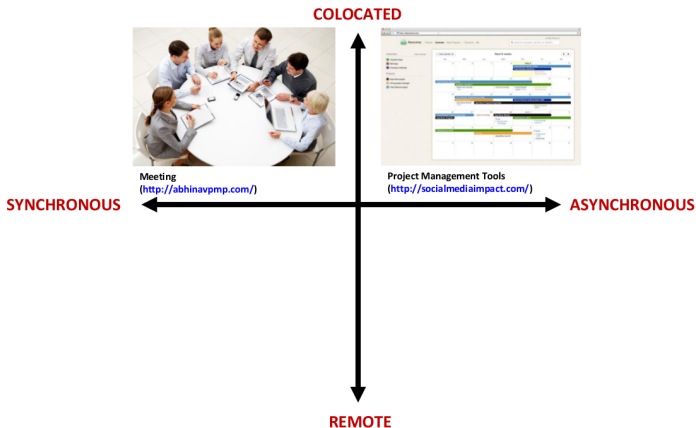 COLOCATED
Meeting
(http://abhinavpmp.com/)
Project Management Tools
(http://socialmediaimpact.com/)
SYNCHRONOUS
ASYNCHRONOUS
REMOTE